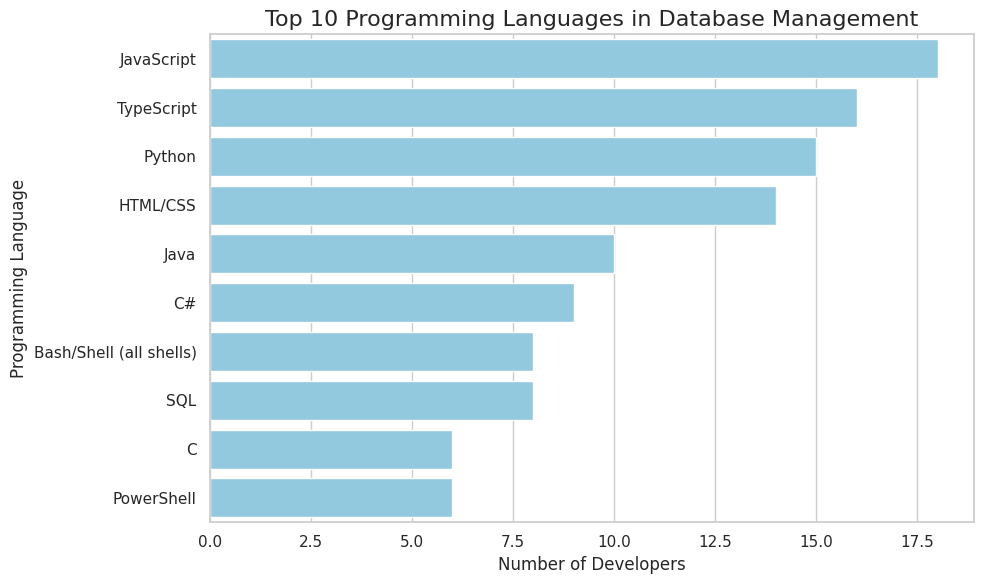 Top 10 Programming Languages in Database Management
Programming Language
JavaScript
TypeScript
Python
HTML/CSS
Java
C#
Bash/Shell (all shells)
SQL
C
PowerShell
0.0 2.5 5.0 7.5 10.0 12.5 15.0 17.5
Number of Developers